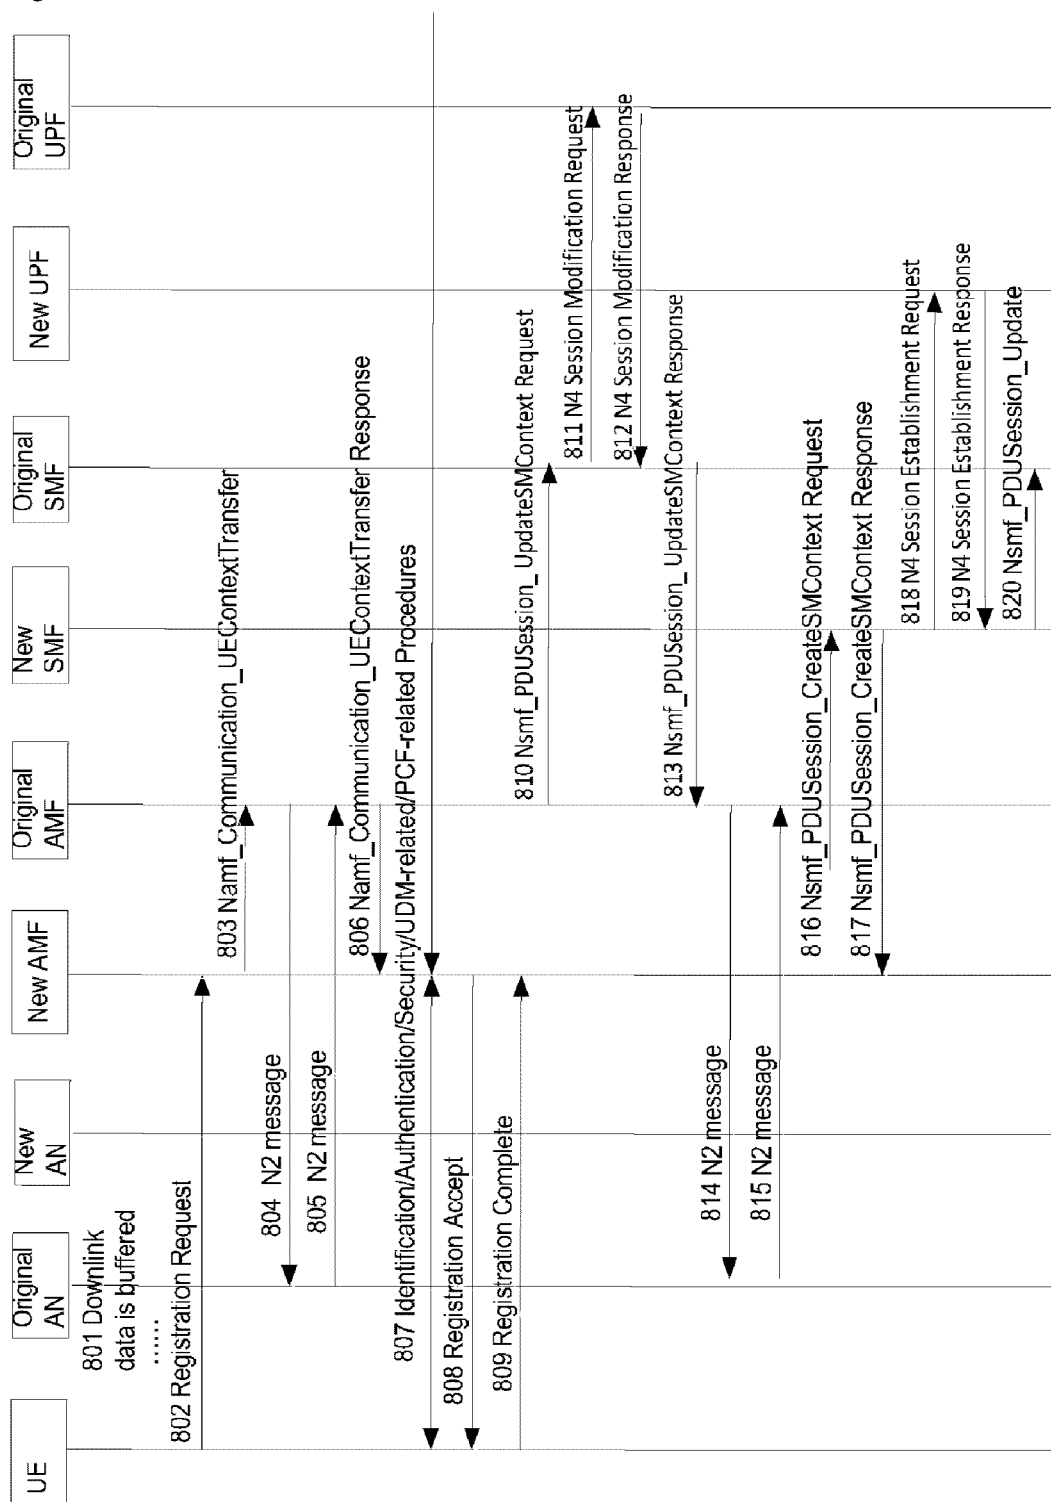 UE
Original
AN
New
AN
New AMF
Original
AMF
New
SMF
Original
SMF
New UPF
Original
UPF
801 Downlink
data is buffered
......
802 Registration Request
803 Namf_Communication_UEContextTransfer
804 N2 message
805 N2 message
806 Namf_Communication_UEContextTransfer Response
807 Identification/Authentication/Security/UDM-related/PCF-related Procedures
808 Registration Accept
809 Registration Complete
810 Nsmf_PDUSession_UpdateSMContext Request
811 N4 Session Modification Request
812 N4 Session Modification Response
813 Nsmf_PDUSession_UpdateSMContext Response
814 N2 message
815 N2 message
816 Nsmf_PDUSession_CreateSMContext Request
817 Nsmf_PDUSession_CreateSMContext Response
818 N4 Session Establishment Request
819 N4 Session Establishment Response
820 Nsmf_PDUSession_Update